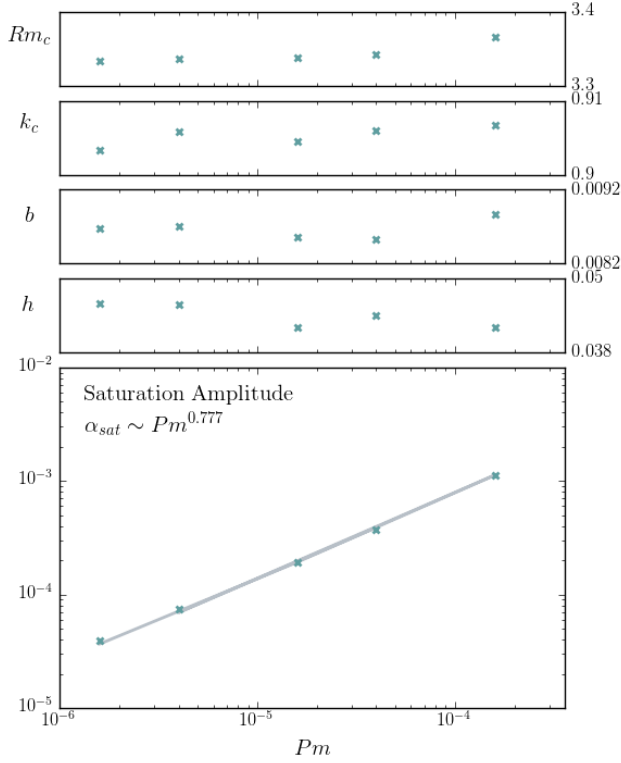 Rm_c
3.4
3.3
k_c
0.91
0.9
b
0.0092
0.0082
h
0.05
0.038
10^{-2}
Saturation Amplitude
α_{sat} ∼ Pm^{0.777}
10^{-3}
10^{-4}
10^{-5}
10^{-6} 10^{-5} 10^{-4}
Pm